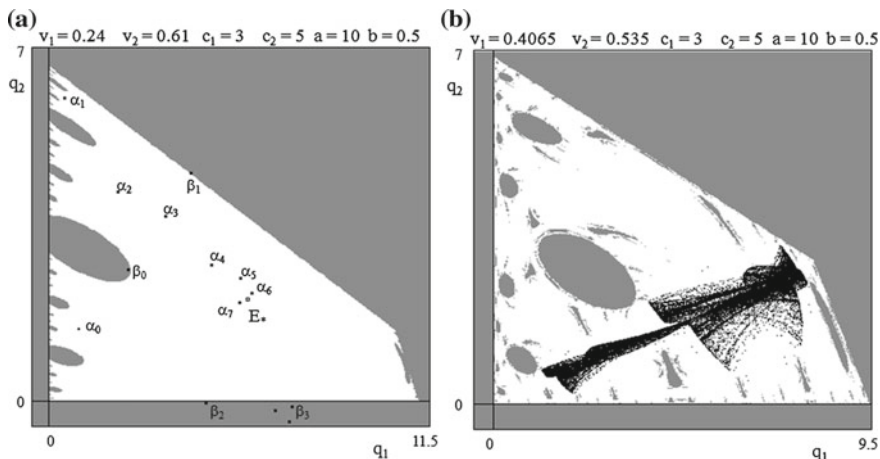 (a)
v₁ = 0.24 v₂ = 0.61 c₁ = 3 c₂ = 5 a = 10 b = 0.5
7
q₂
α₁
α₂
β₁
α₃
α₄
α₅
β₀
α₆
α₇
E*
α₀
0
β₂
β₃
0
11.5
q₁
(b)
v₁ = 0.4065 v₂ = 0.535 c₁ = 3 c₂ = 5 a = 10 b = 0.5
7
q₂
0
0
9.5
q₁